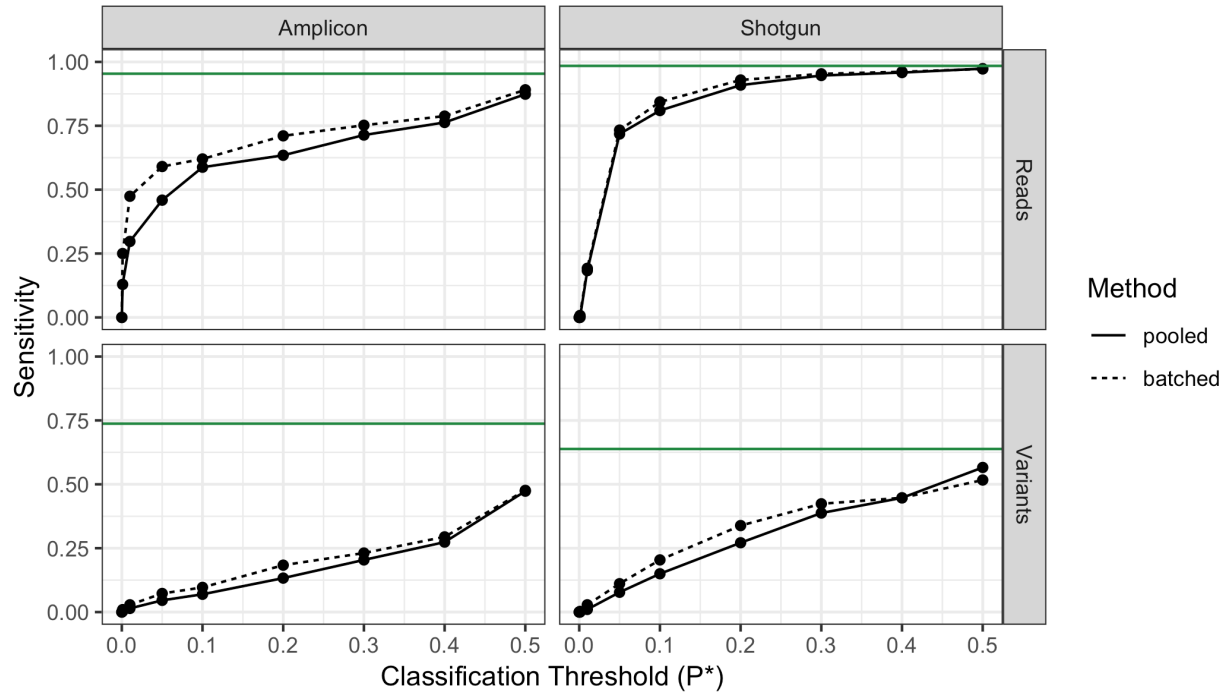 Amplicon
Shotgun
1.00
0.75
0.50
0.25
0.00
Reads
1.00
0.75
0.50
0.25
0.00
Variants
0.0 0.1 0.2 0.3 0.4 0.5
0.0 0.1 0.2 0.3 0.4 0.5
Sensitivity
Classification Threshold (P*)
Method
pooled
batched